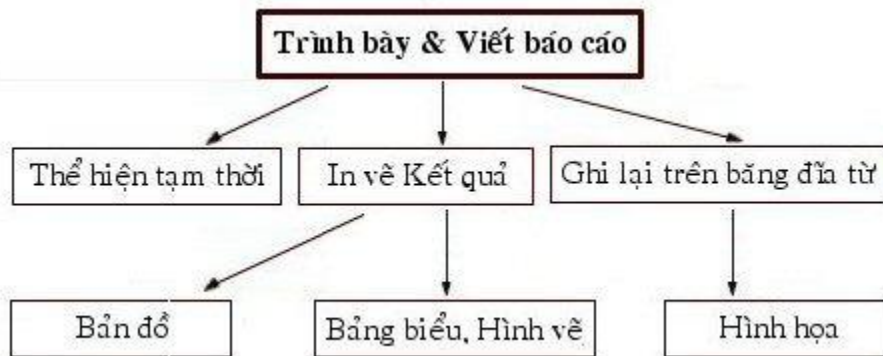 Trình bày & Viết báo cáo
Thể hiện tạm thời
In vẽ Kết quả
Ghi lại trên băng đĩa từ
Bản đồ
Bảng biểu, Hình vẽ
Hình họa